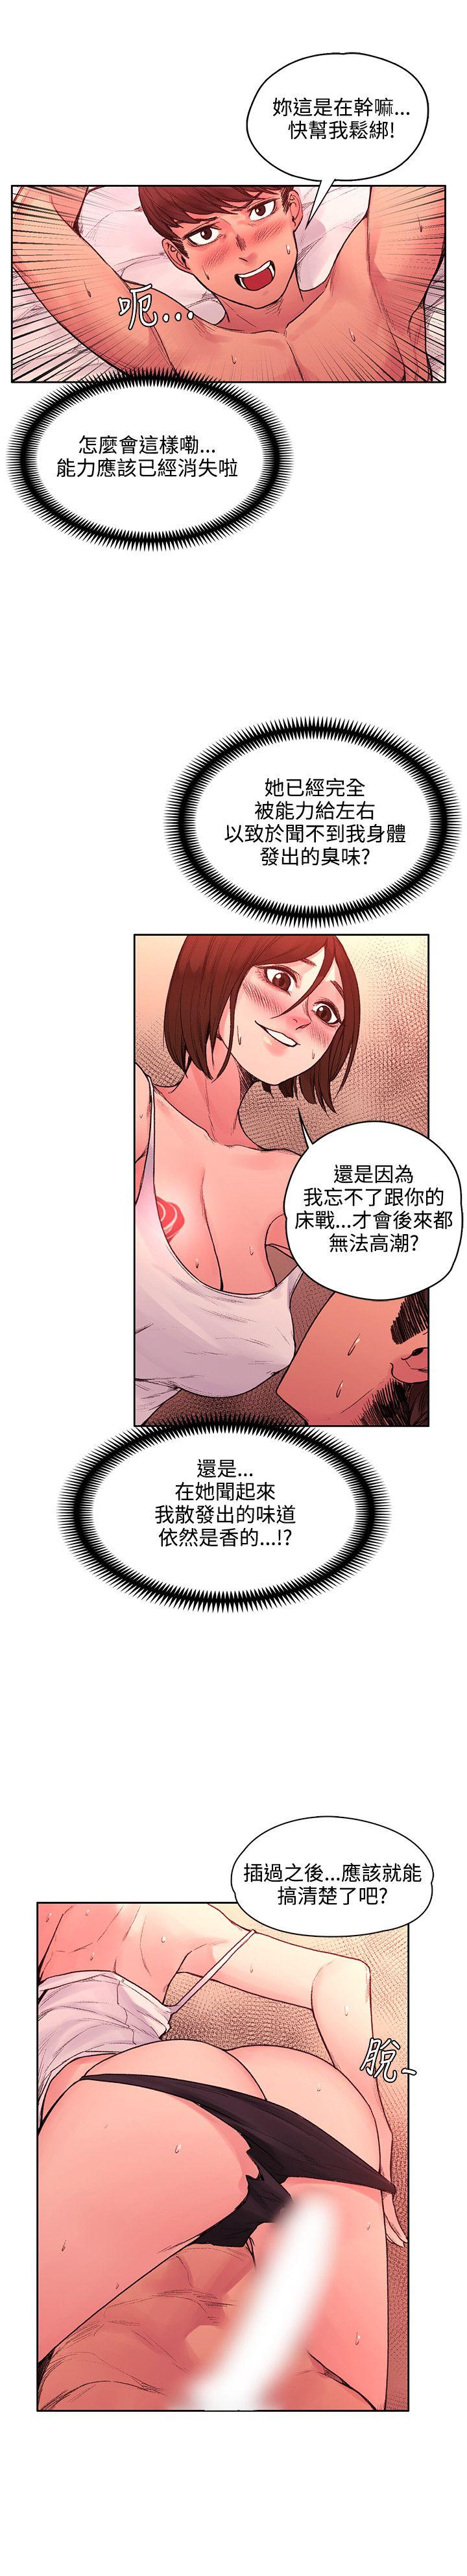 妳這是在幹嘛...
快幫我鬆綁!
呃...
怎麼會這樣嘞...
能力應該已經消失啦
她已經完全
被能力給左右
以致於聞不到我身體
發出的臭味?
還是因為
我忘不了跟你的
床戰...才會後來都
無法高潮?
還是...
在她聞起來
我散發出的味道
依然是香的...!?
插過之後...應該就能
搞清楚了吧?
脫~